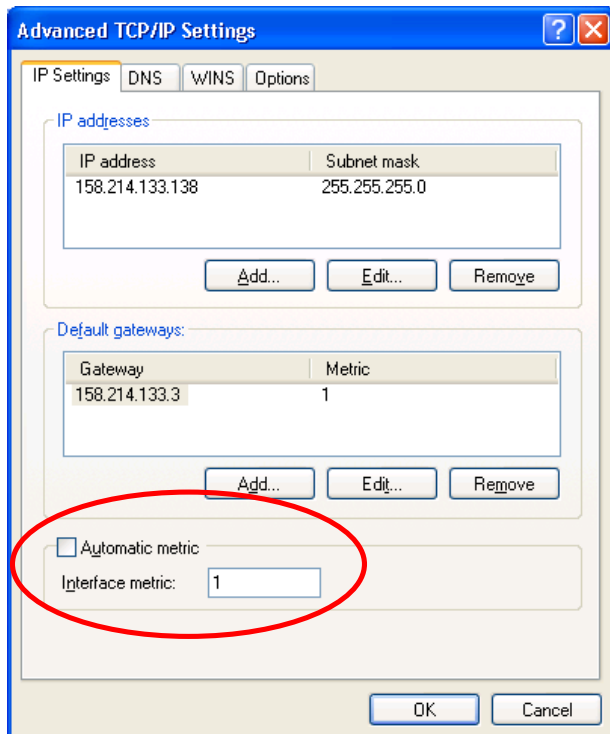 Advanced TCP/IP Settings
IP Settings DNS WINS Options
IP addresses
IP address Subnet mask
158.214.133.138 255.255.255.0
Add... Edit... Remove
Default gateways:
Gateway Metric
158.214.133.3 1
Add... Edit... Remove
Automatic metric
Interface metric: 1
OK Cancel